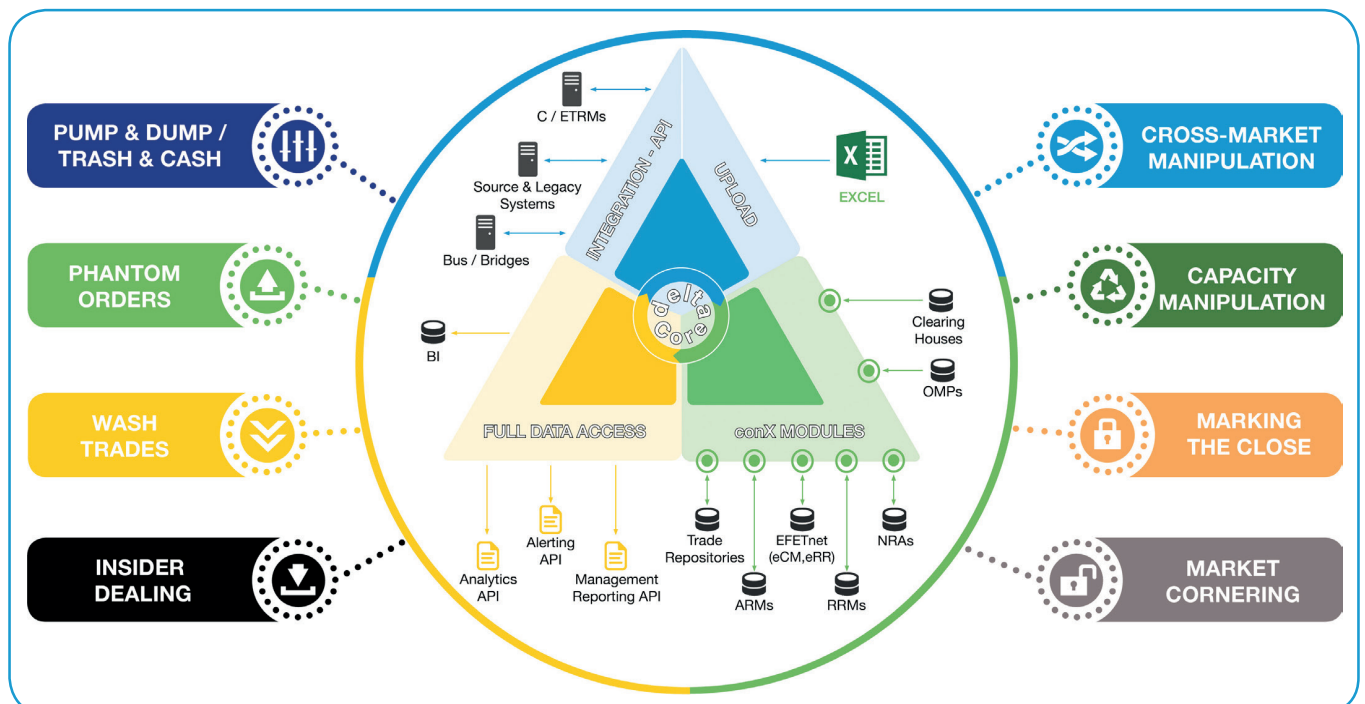 PUMP & DUMP /
TRASH & CASH
PHANTOM
ORDERS
WASH
TRADES
INSIDER
DEALING
C / ETRMs
Source & Legacy
Systems
Bus / Bridges
BI
INTEGRATION - API
UPLOAD
X
EXCEL
delta
Core
FULL DATA ACCESS
conX MODULES
Clearing
Houses
OMPs
Analytics
API
Alerting
API
Management
Reporting API
Trade
Repositories
ARMs
EFETnet
(eCM,eRR)
RRMs
NRAs
CROSS-MARKET
MANIPULATION
CAPACITY
MANIPULATION
MARKING
THE CLOSE
MARKET
CORNERING